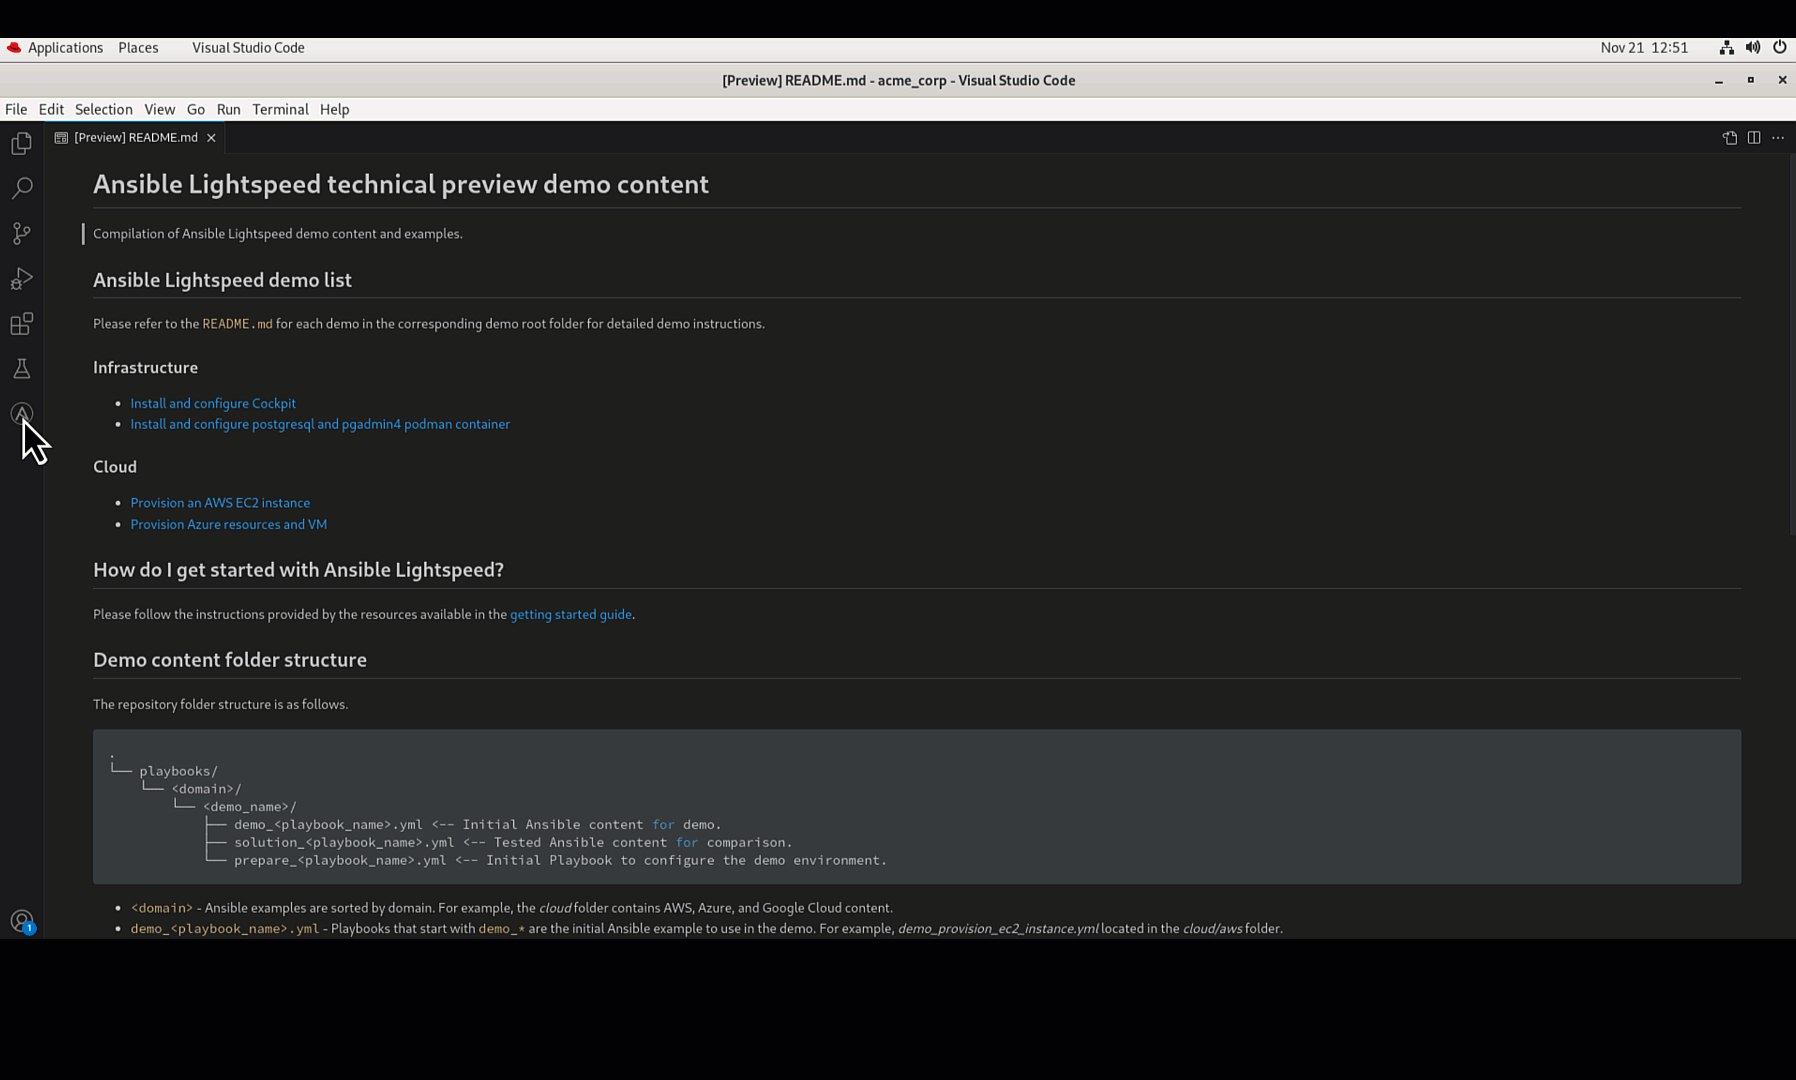 Applications Places Visual Studio Code Nov 21 12:51
[Preview] README.md - acme_corp - Visual Studio Code
File Edit Selection View Go Run Terminal Help
[Preview] README.md
Ansible Lightspeed technical preview demo content
Compilation of Ansible Lightspeed demo content and examples.
Ansible Lightspeed demo list
Please refer to the README.md for each demo in the corresponding demo root folder for detailed demo instructions.
Infrastructure
• Install and configure Cockpit
• Install and configure postgresql and pgadmin4 podman container
Cloud
• Provision an AWS EC2 instance
• Provision Azure resources and VM
How do I get started with Ansible Lightspeed?
Please follow the instructions provided by the resources available in the getting started guide.
Demo content folder structure
The repository folder structure is as follows.
.
└── playbooks/
    └── <domain>/
        └── <demo_name>/
            ├── demo_<playbook_name>.yml <-- Initial Ansible content for demo.
            ├── solution_<playbook_name>.yml <-- Tested Ansible content for comparison.
            └── prepare_<playbook_name>.yml <-- Initial Playbook to configure the demo environment.
• <domain> - Ansible examples are sorted by domain. For example, the cloud folder contains AWS, Azure, and Google Cloud content.
• demo_<playbook_name>.yml - Playbooks that start with demo_* are the initial Ansible example to use in the demo. For example, demo_provision_ec2_instance.yml located in the cloud/aws folder.
1